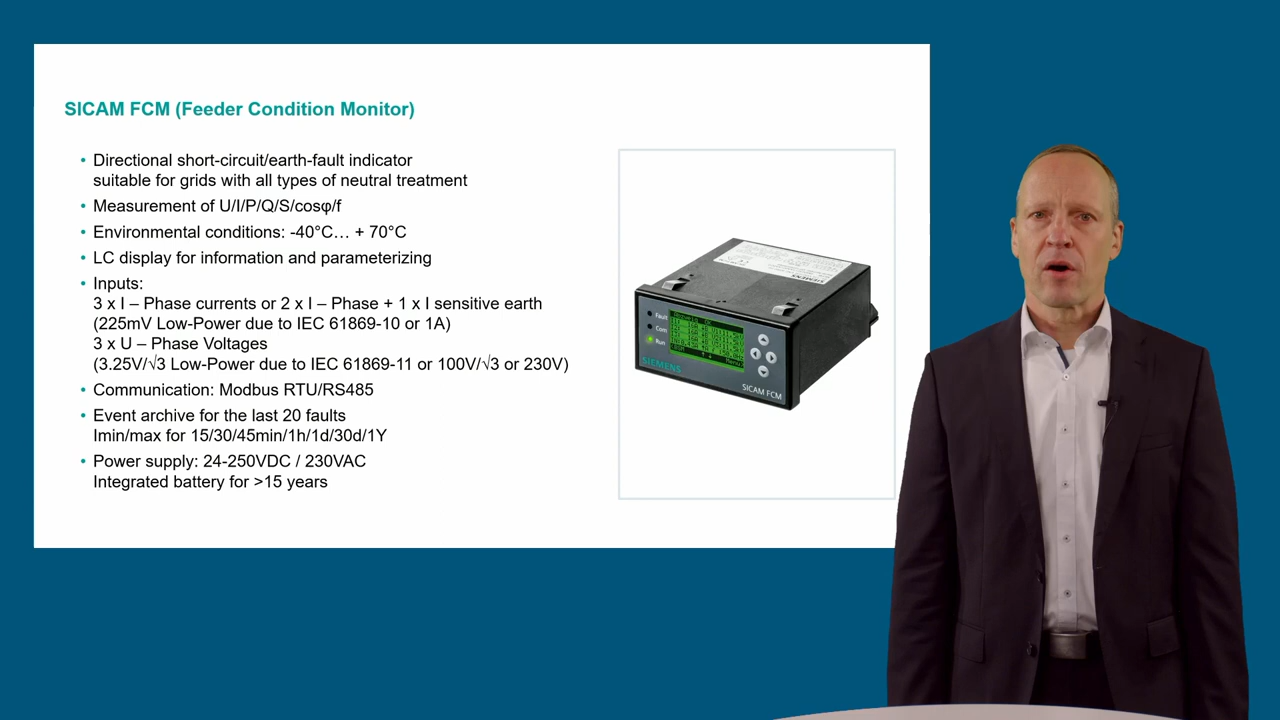 SICAM FCM (Feeder Condition Monitor)
• Directional short-circuit/earth-fault indicator
suitable for grids with all types of neutral treatment
• Measurement of U/I/P/Q/S/cosφ/f
• Environmental conditions: -40°C… + 70°C
• LC display for information and parameterizing
• Inputs:
3 x I – Phase currents or 2 x I – Phase + 1 x I sensitive earth
(225mV Low-Power due to IEC 61869-10 or 1A)
3 x U – Phase Voltages
(3.25V/√3 Low-Power due to IEC 61869-11 or 100V/√3 or 230V)
• Communication: Modbus RTU/RS485
• Event archive for the last 20 faults
Imin/max for 15/30/45min/1h/1d/30d/1Y
• Power supply: 24-250VDC / 230VAC
Integrated battery for >15 years
Fault
Com
Run
SIEMENS
SICAM FCM
SIEMENS